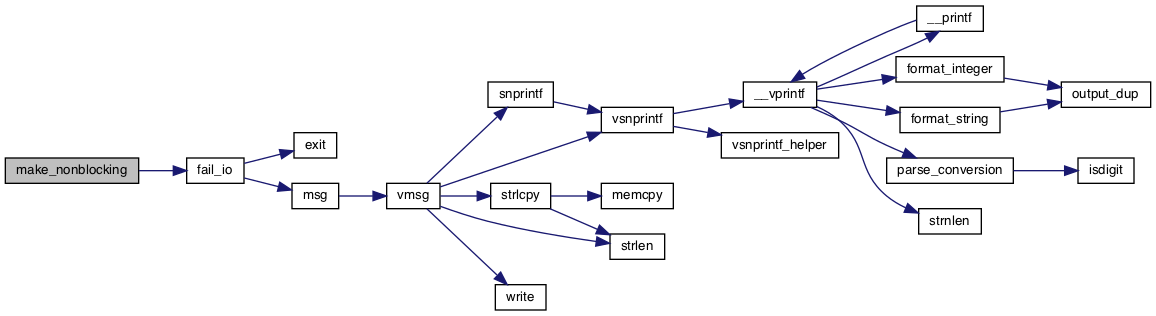 make_nonblocking
fail_io
exit
msg
vmsg
snprintf
strlcpy
write
vsnprintf
memcpy
strlen
__vprintf
vsnprintf_helper
__printf
format_integer
format_string
parse_conversion
strnlen
output_dup
isdigit